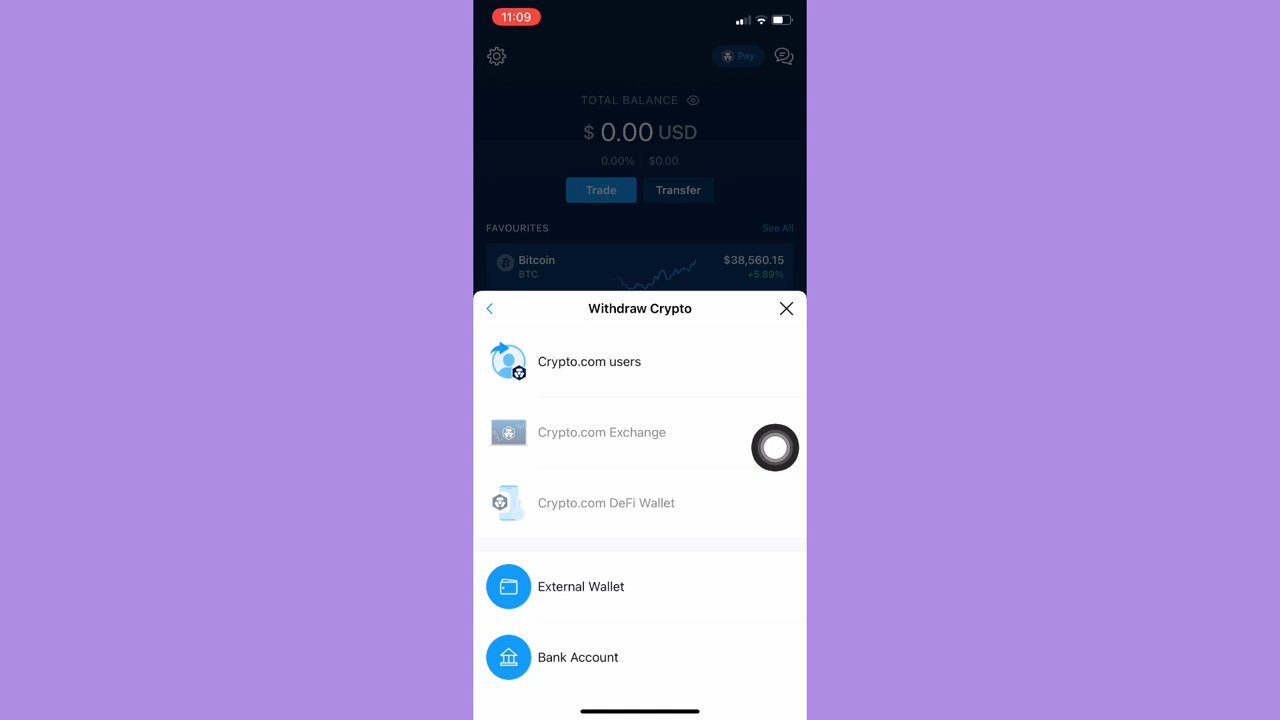 11:09
Pay
TOTAL BALANCE
$ 0.00 USD
0.00% $0.00
Trade Transfer
FAVOURITES See All
Bitcoin $38,560.15
BTC +5.89%
Withdraw Crypto
Crypto.com users
Crypto.com Exchange
Crypto.com DeFi Wallet
External Wallet
Bank Account